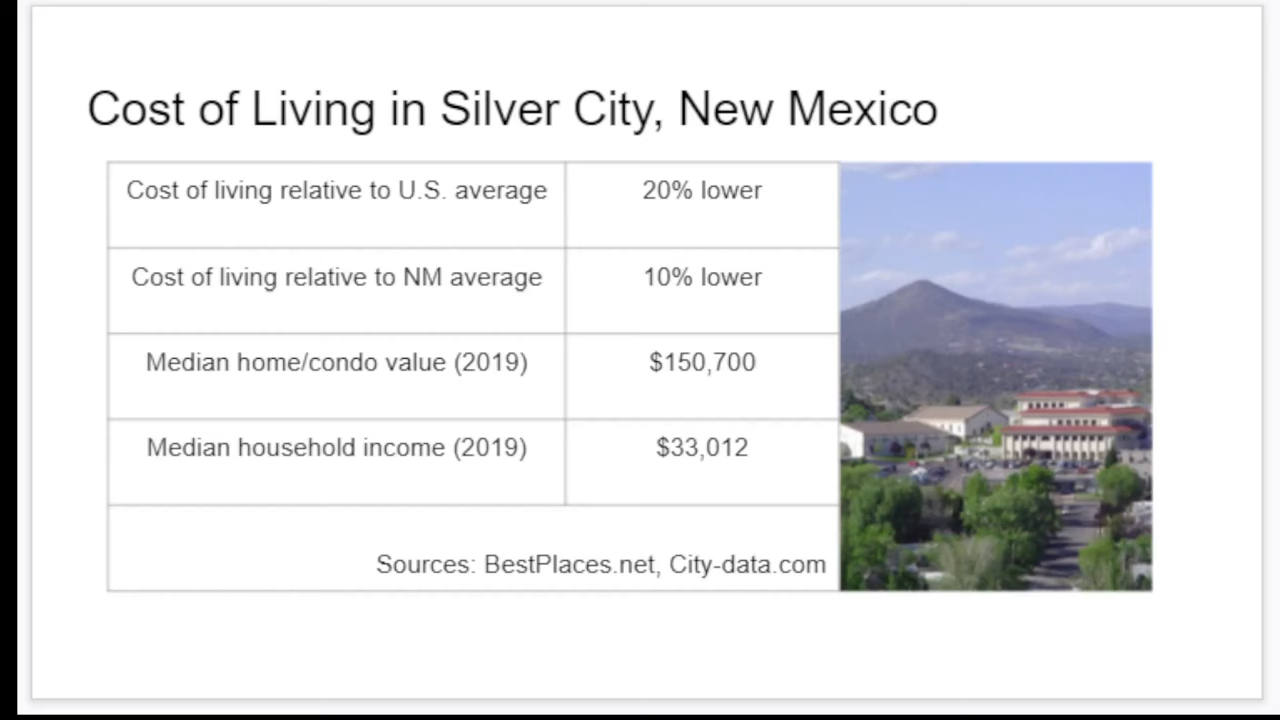 Cost of Living in Silver City, New Mexico
Cost of living relative to U.S. average 20% lower
Cost of living relative to NM average 10% lower
Median home/condo value (2019) $150,700
Median household income (2019) $33,012
Sources: BestPlaces.net, City-data.com